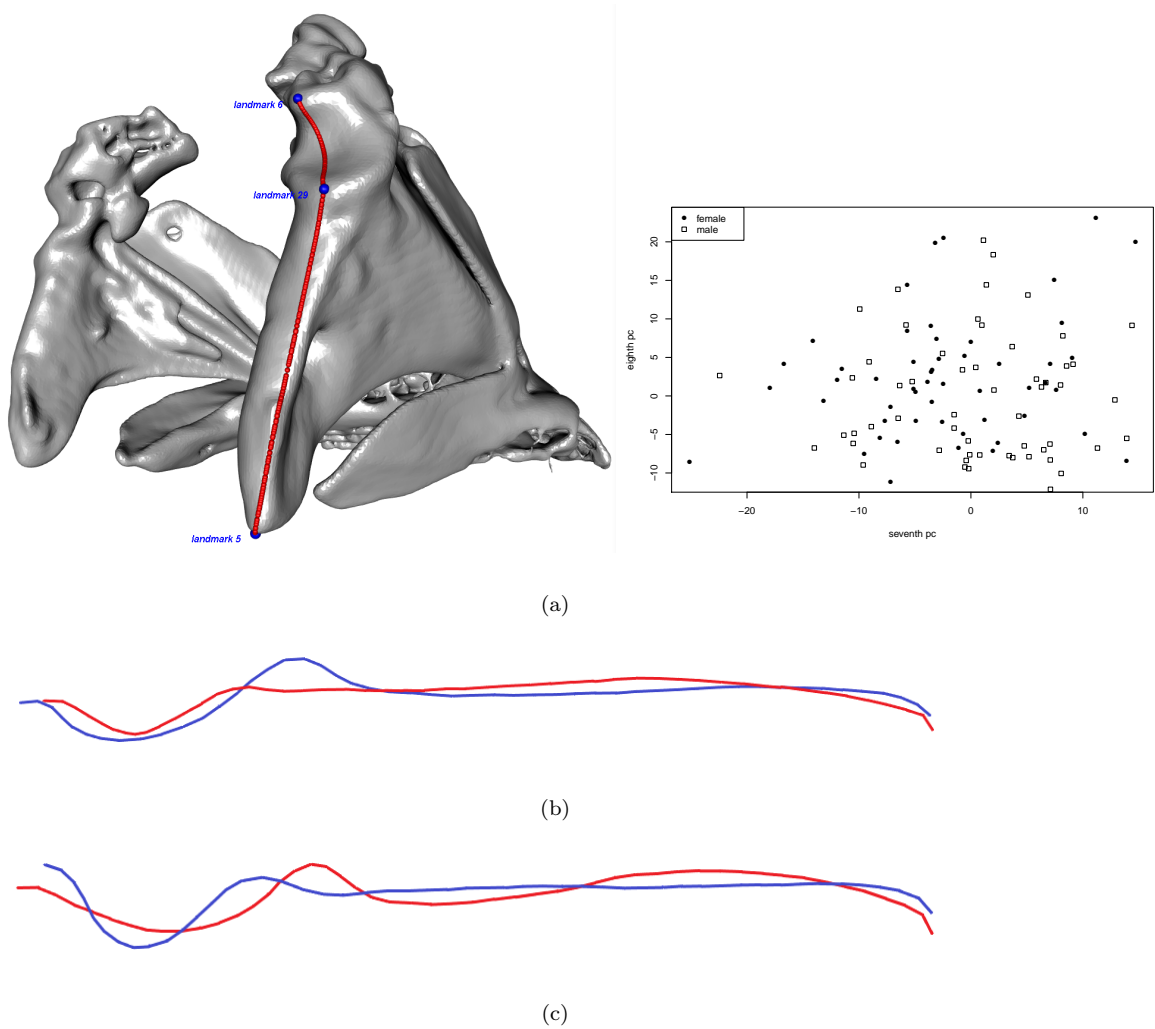 landmark 6
landmark 29
landmark 5
female
male
eighth pc
20
15
10
5
0
−5
−10
−20
−10
0
10
seventh pc
(a)
(b)
(c)